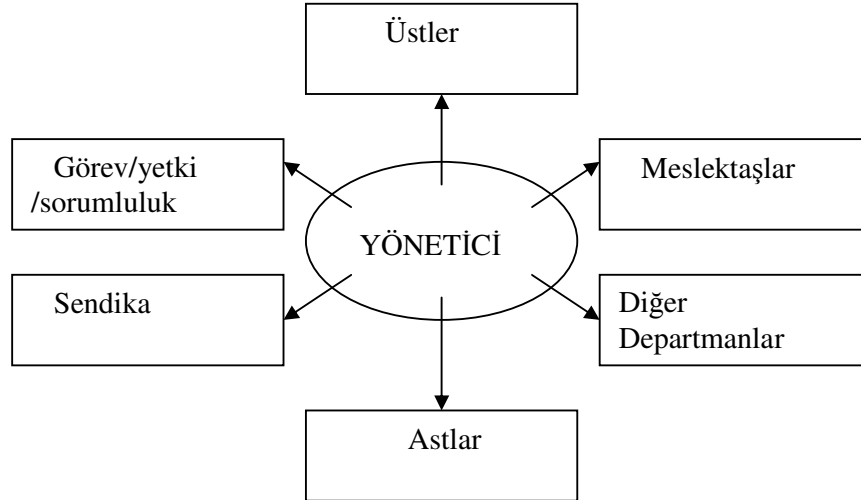 Üstler
Görev/yetki
/sorumluluk
Meslektaşlar
YÖNETİCİ
Sendika
Diğer
Departmanlar
Astlar